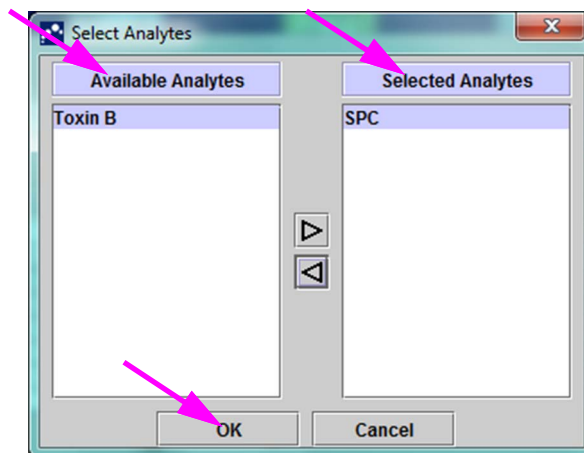 Select Analytes
Available Analytes
Selected Analytes
Toxin B
SPC
OK
Cancel